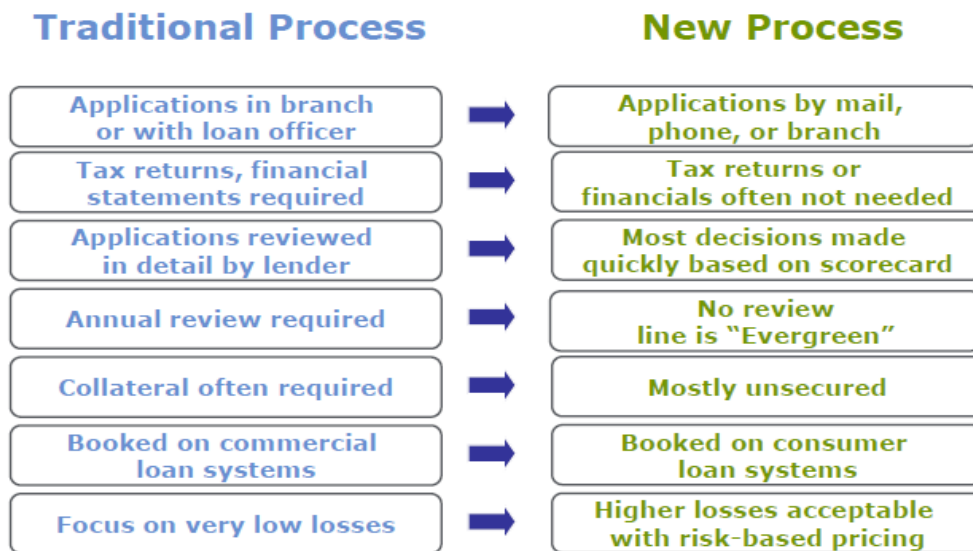 Traditional Process
New Process
Applications in branch
or with loan officer
Applications by mail,
phone, or branch
Tax returns, financial
statements required
Tax returns or
financials often not needed
Applications reviewed
in detail by lender
Most decisions made
quickly based on scorecard
Annual review required
No review
line is “Evergreen”
Collateral often required
Mostly unsecured
Booked on commercial
loan systems
Booked on consumer
loan systems
Focus on very low losses
Higher losses acceptable
with risk-based pricing